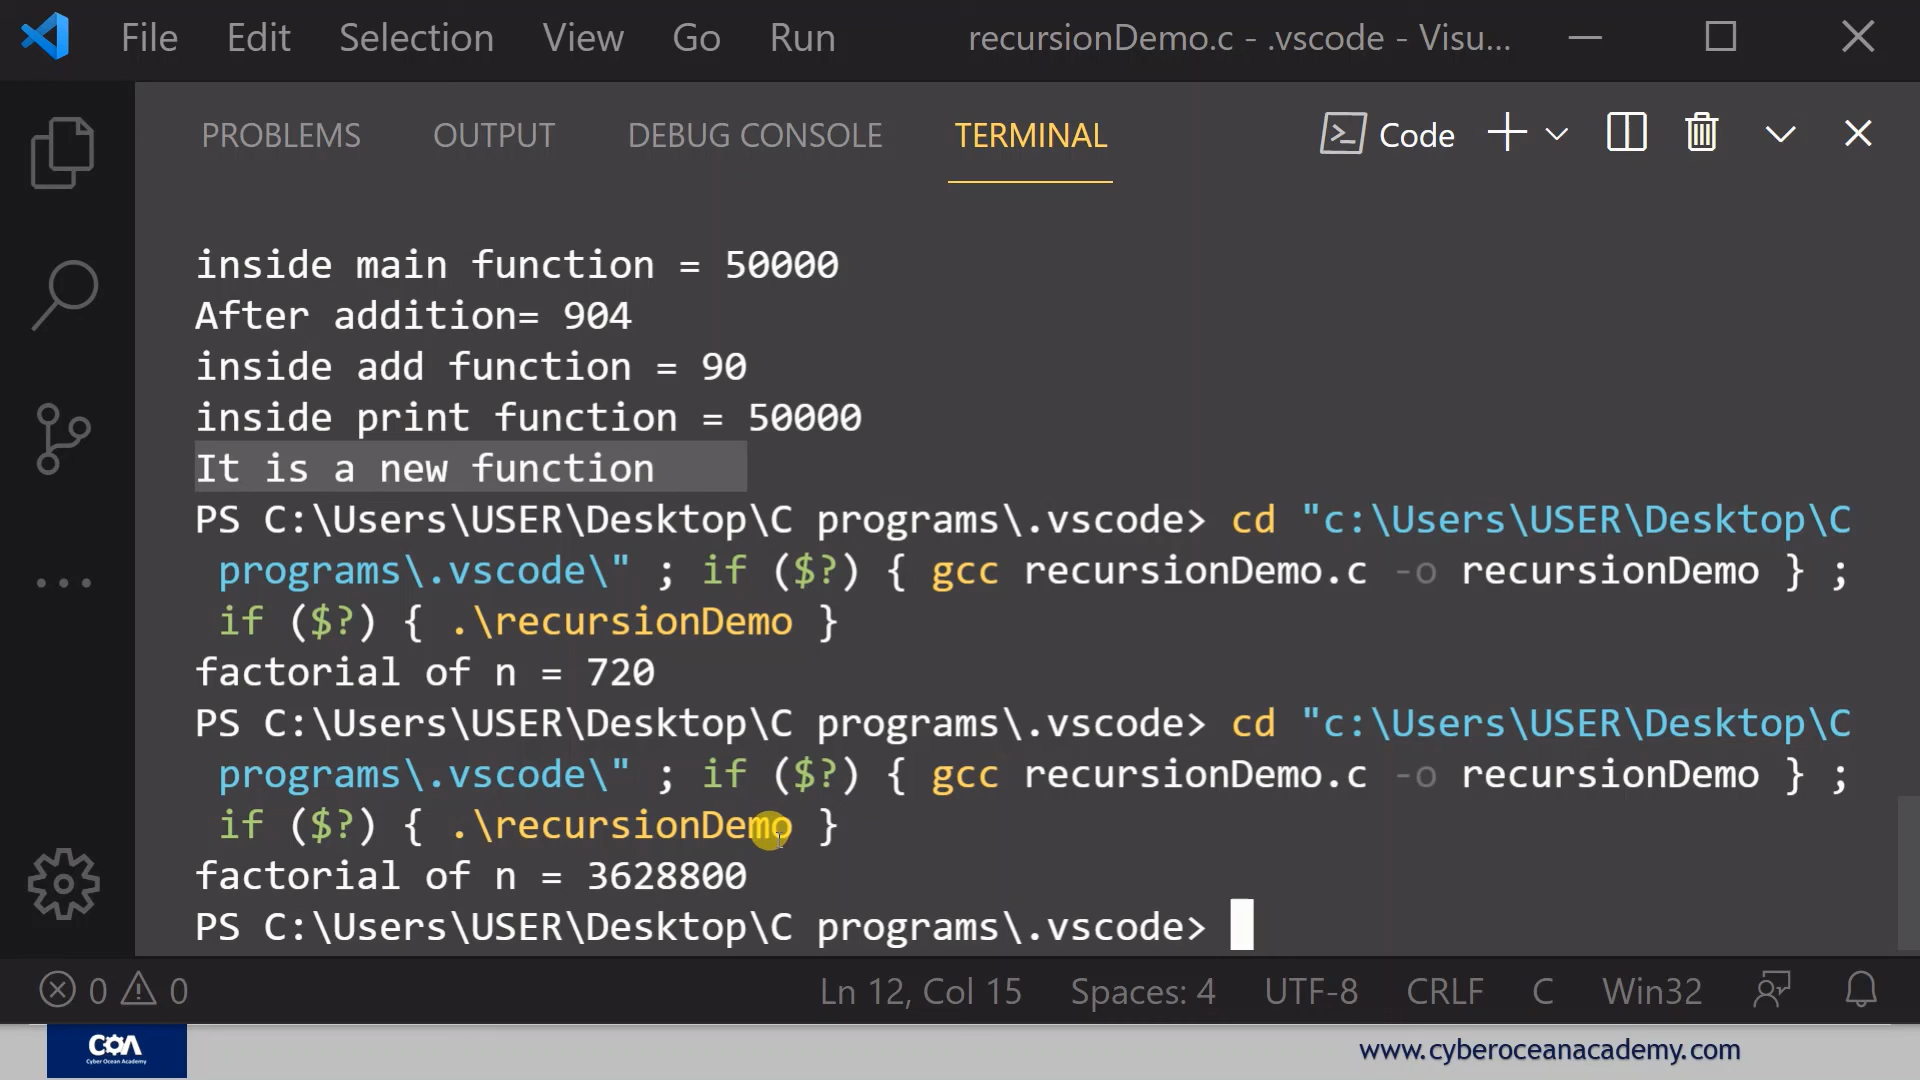 File Edit Selection View Go Run recursionDemo.c - .vscode - Visu...
PROBLEMS OUTPUT DEBUG CONSOLE TERMINAL Code
inside main function = 50000
After addition= 904
inside add function = 90
inside print function = 50000
It is a new function
PS C:\Users\USER\Desktop\C programs\.vscode> cd "c:\Users\USER\Desktop\C
programs\.vscode\" ; if ($?) { gcc recursionDemo.c -o recursionDemo } ;
if ($?) { .\recursionDemo }
factorial of n = 720
PS C:\Users\USER\Desktop\C programs\.vscode> cd "c:\Users\USER\Desktop\C
programs\.vscode\" ; if ($?) { gcc recursionDemo.c -o recursionDemo } ;
if ($?) { .\recursionDemo }
factorial of n = 3628800
PS C:\Users\USER\Desktop\C programs\.vscode>
0 0 Ln 12, Col 15 Spaces: 4 UTF-8 CRLF C Win32
COA
Cyber Ocean Academy
www.cyberoceanacademy.com